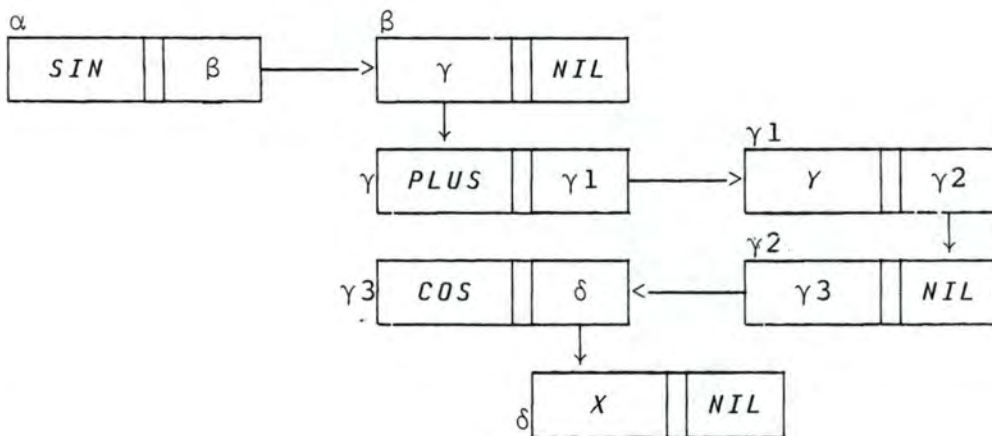 α β
SIN β γ NIL
γ1
γ PLUS γ1 Y γ2
γ2
γ3 COS δ γ3 NIL
δ X NIL